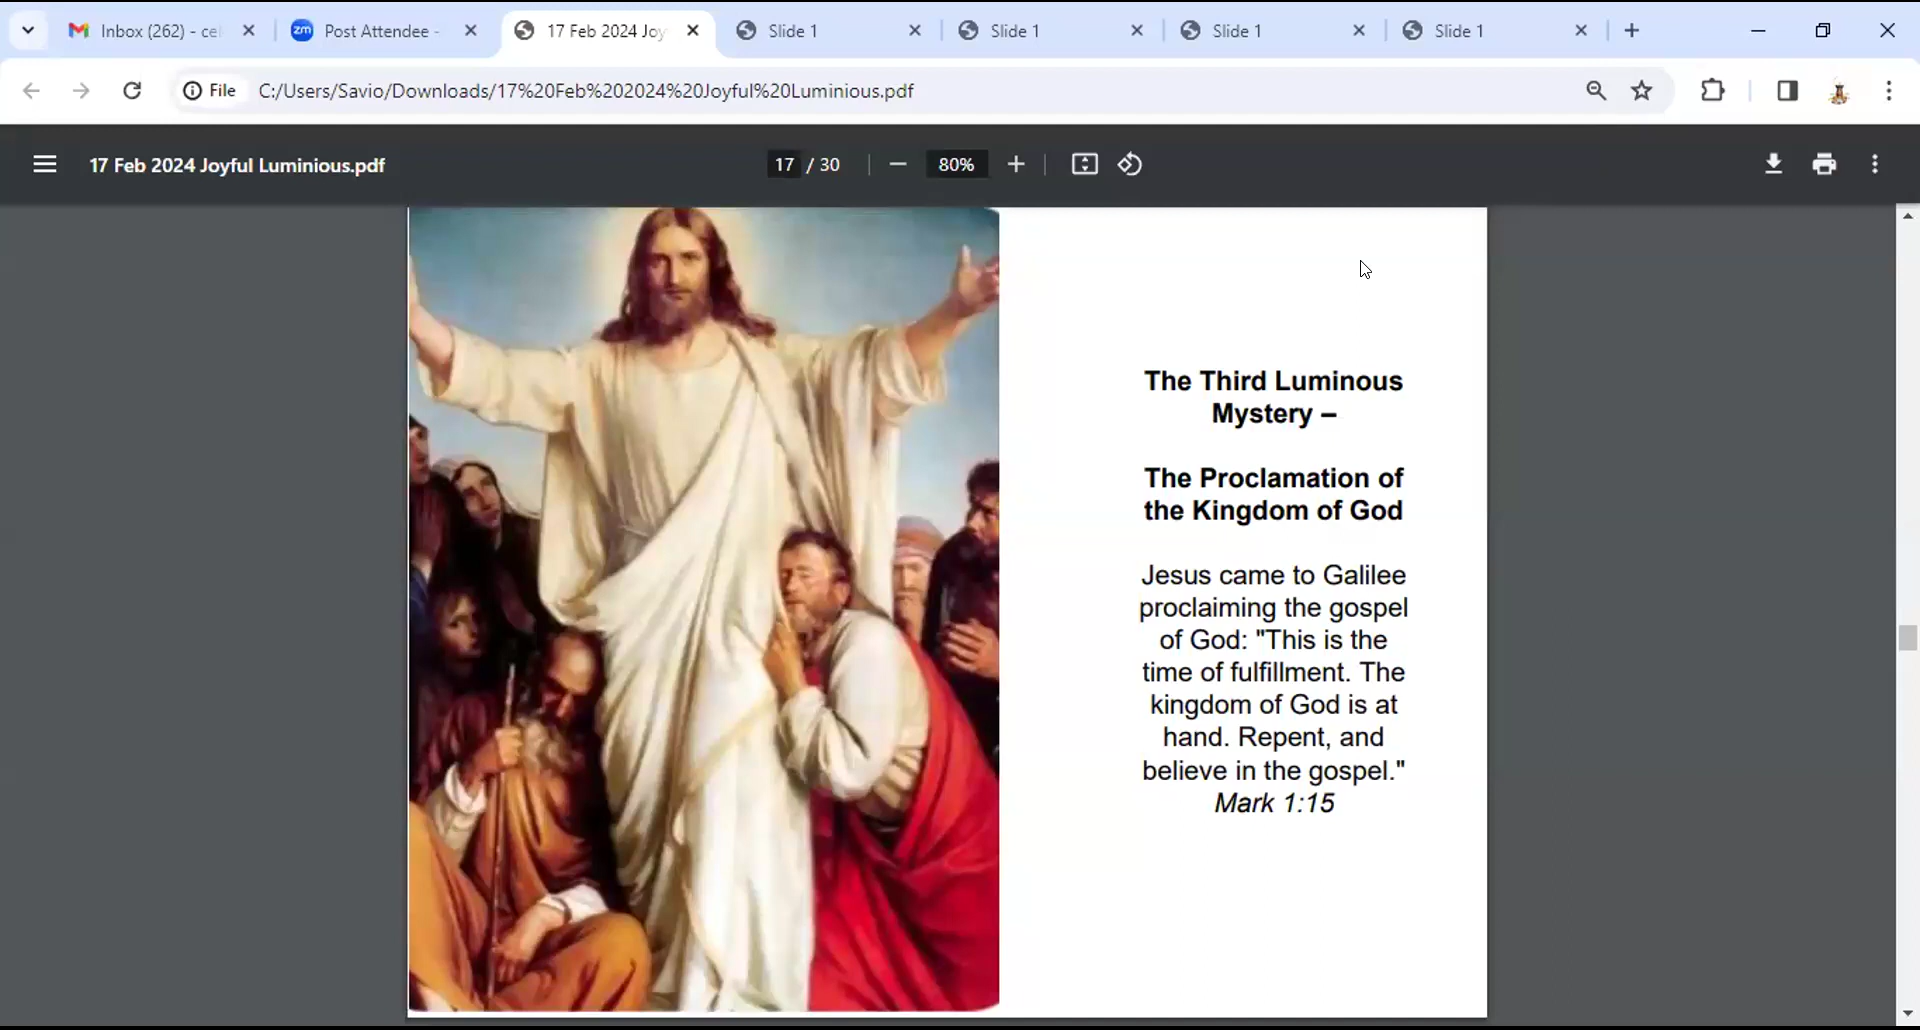 Inbox (262) - cel
Post Attendee -
17 Feb 2024 Joy
Slide 1
Slide 1
Slide 1
Slide 1
File
C:/Users/Savio/Downloads/17%20Feb%202024%20Joyful%20Luminious.pdf
17 Feb 2024 Joyful Luminious.pdf
17 / 30
80%
The Third Luminous
Mystery –
The Proclamation of
the Kingdom of God
Jesus came to Galilee
proclaiming the gospel
of God: "This is the
time of fulfillment. The
kingdom of God is at
hand. Repent, and
believe in the gospel."
Mark 1:15